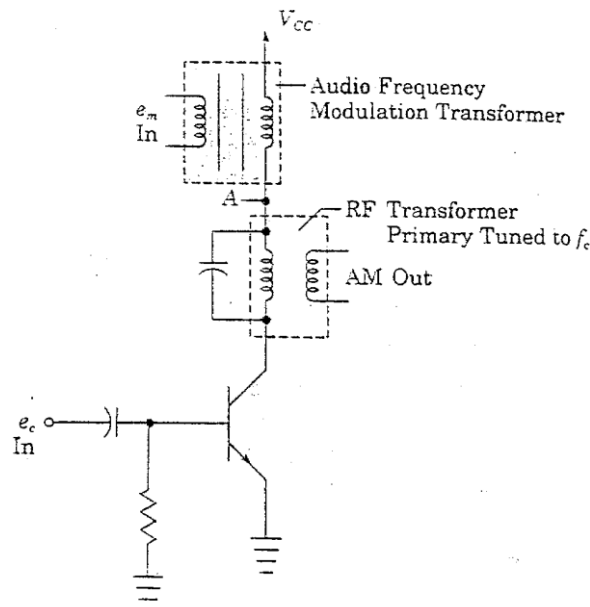 V_CC
Audio Frequency
Modulation Transformer
e_m
In
A
RF Transformer
Primary Tuned to f_c
AM Out
e_c
In